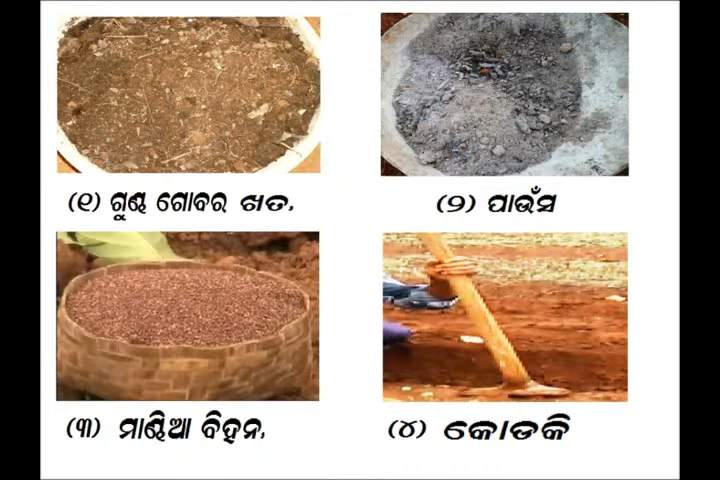 (୧) ଗୁଣ୍ଡ ଗୋବର ଖତ,
(୨) ପାଉଁସ
(୩) ମାଣ୍ଡିଆ ବିହନ,
(୪) କୋଡକି